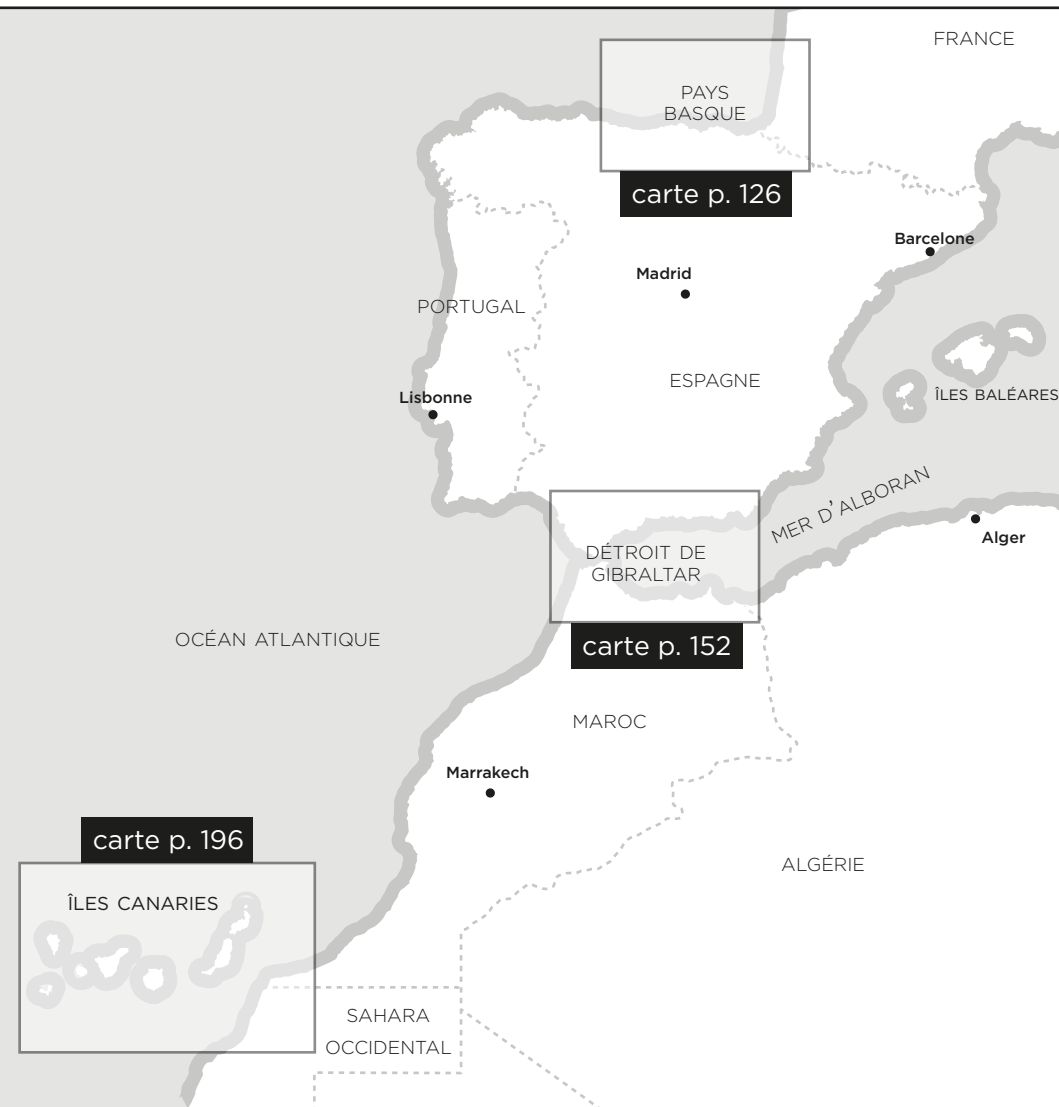 FRANCE
PAYS
BASQUE
carte p. 126
Barcelone
Madrid
PORTUGAL
ESPAGNE
Lisbonne
ÎLES BALÉARES
MER D'ALBORAN
Alger
DÉTROIT DE
GIBRALTAR
OCÉAN ATLANTIQUE
carte p. 152
MAROC
Marrakech
carte p. 196
ALGÉRIE
ÎLES CANARIES
SAHARA
OCCIDENTAL